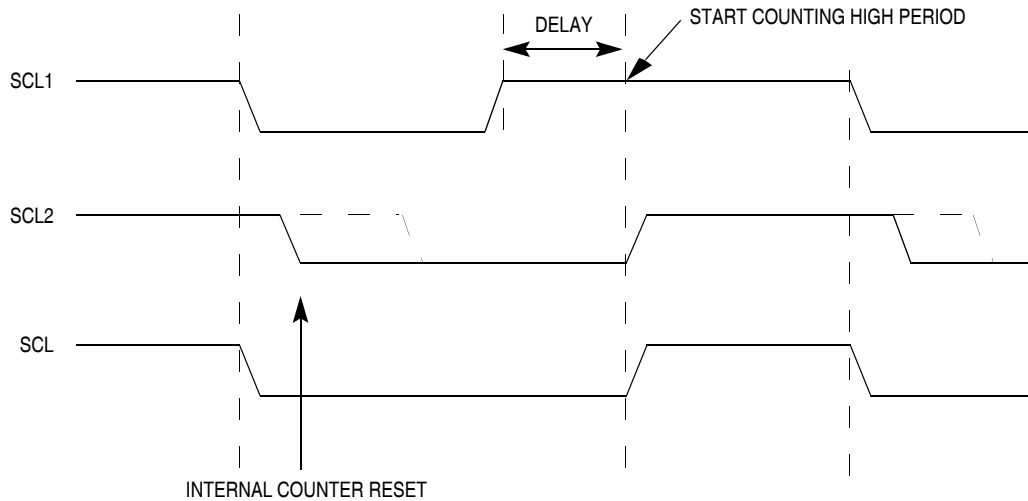 START COUNTING HIGH PERIOD
DELAY
SCL1
SCL2
SCL
INTERNAL COUNTER RESET